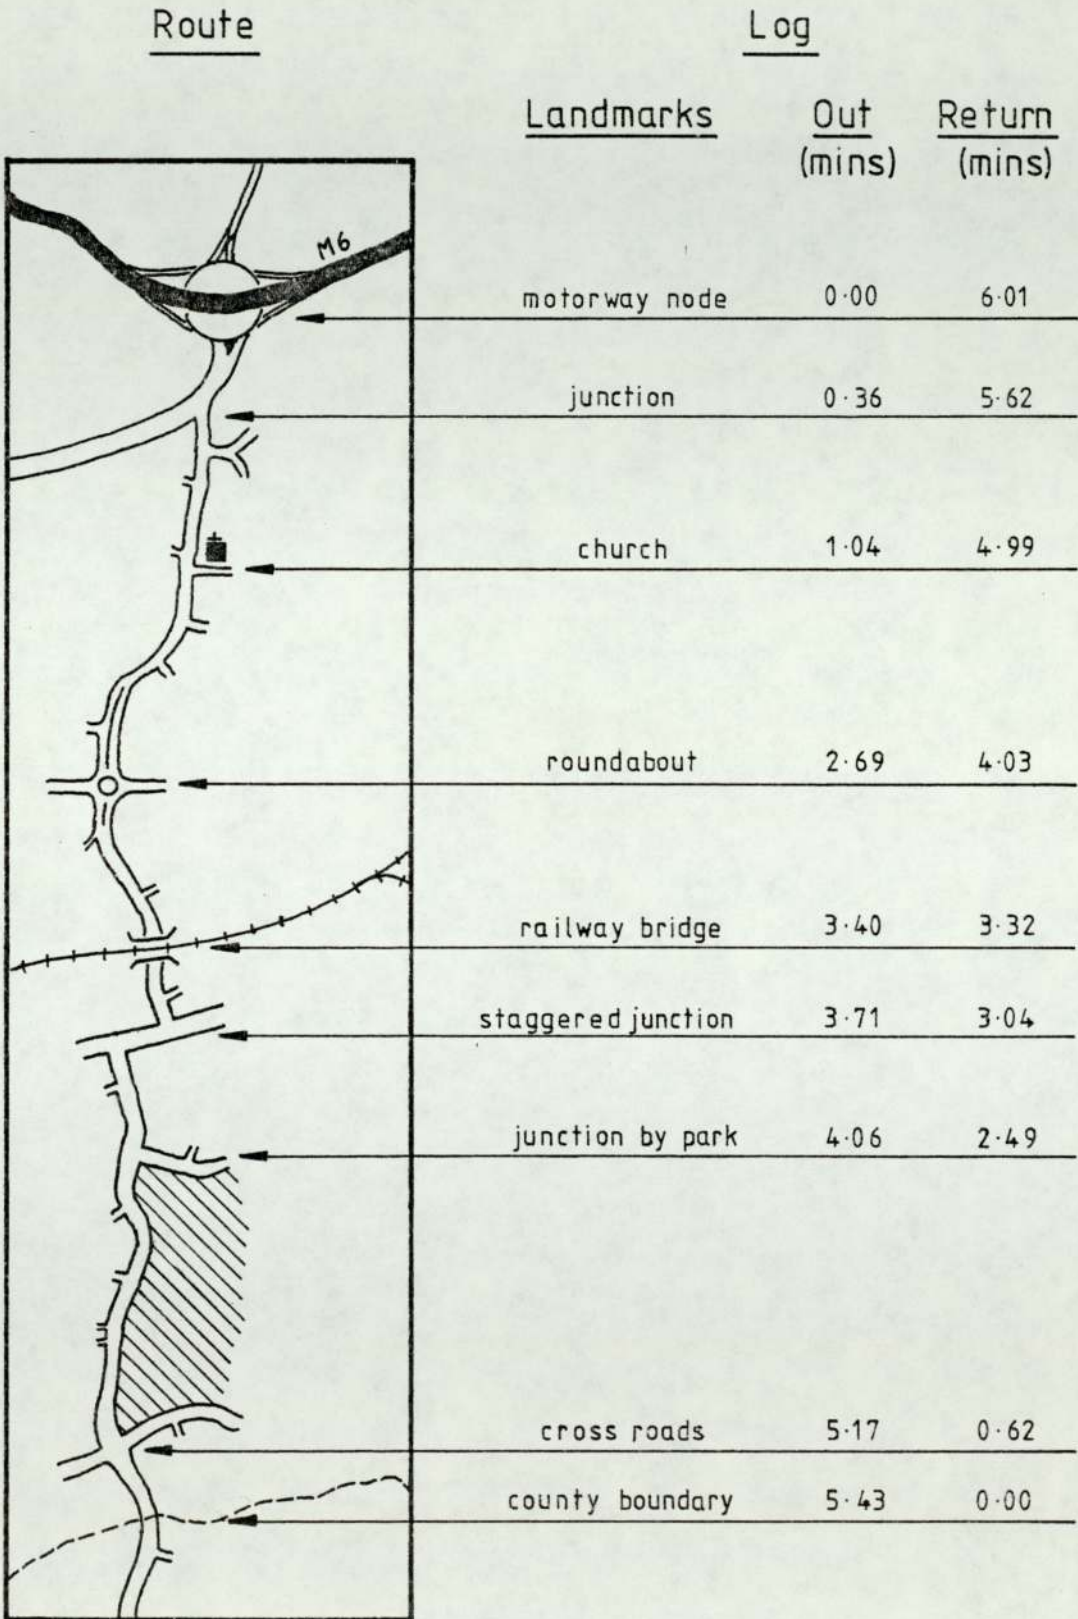 Route
Log
Landmarks Out Return
(mins) (mins)
M6
motorway node 0·00 6·01
junction 0·36 5·62
church 1·04 4·99
roundabout 2·69 4·03
railway bridge 3·40 3·32
staggered junction 3·71 3·04
junction by park 4·06 2·49
cross roads 5·17 0·62
county boundary 5·43 0·00